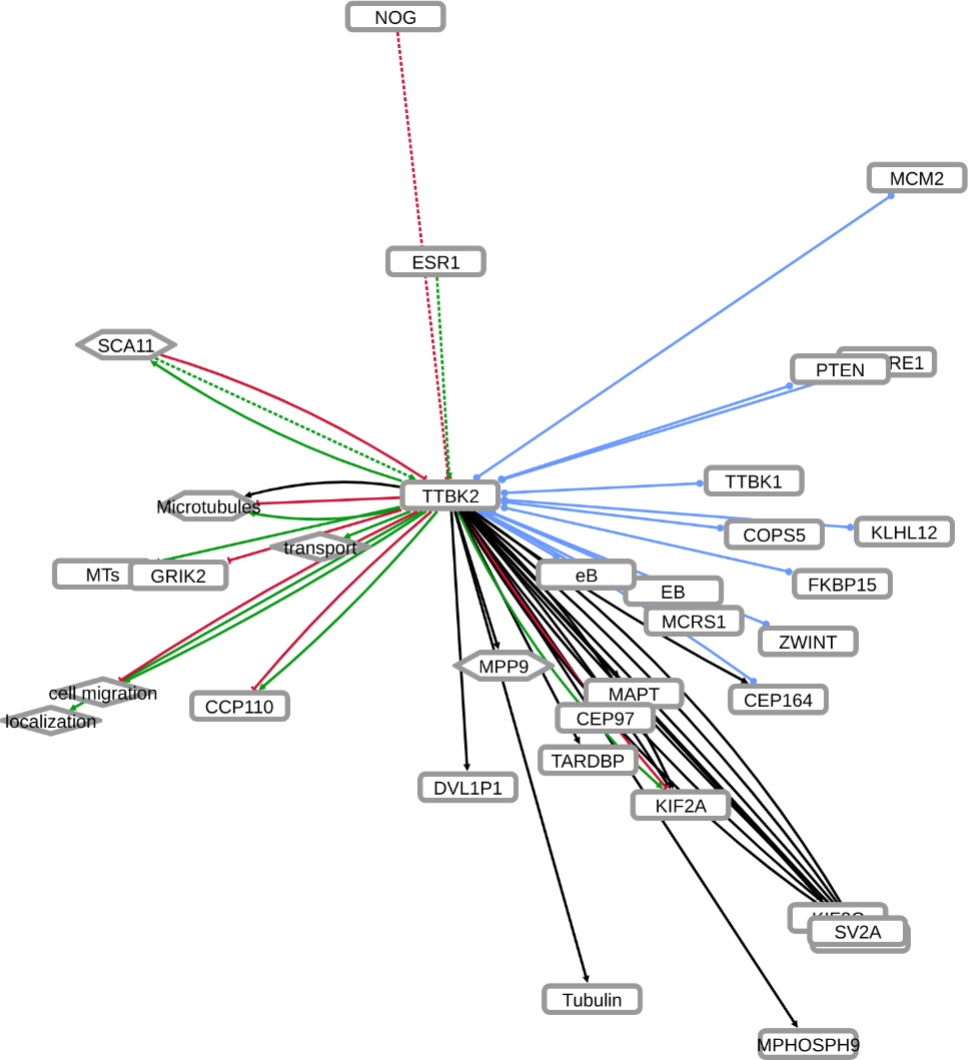 NOG
MCM2
ESR1
SCA11
PTEN
RE1
TTBK1
TTBK2
Microtubules
COPS5
KLHL12
transport
MTs
GRIK2
eB
FKBP15
EB
MCRS1
ZWINT
MPP9
cell migration
MAPT
CEP164
CCP110
localization
CEP97
TARDBP
DVL1P1
KIF2A
SV2A
Tubulin
MPHOSPH9